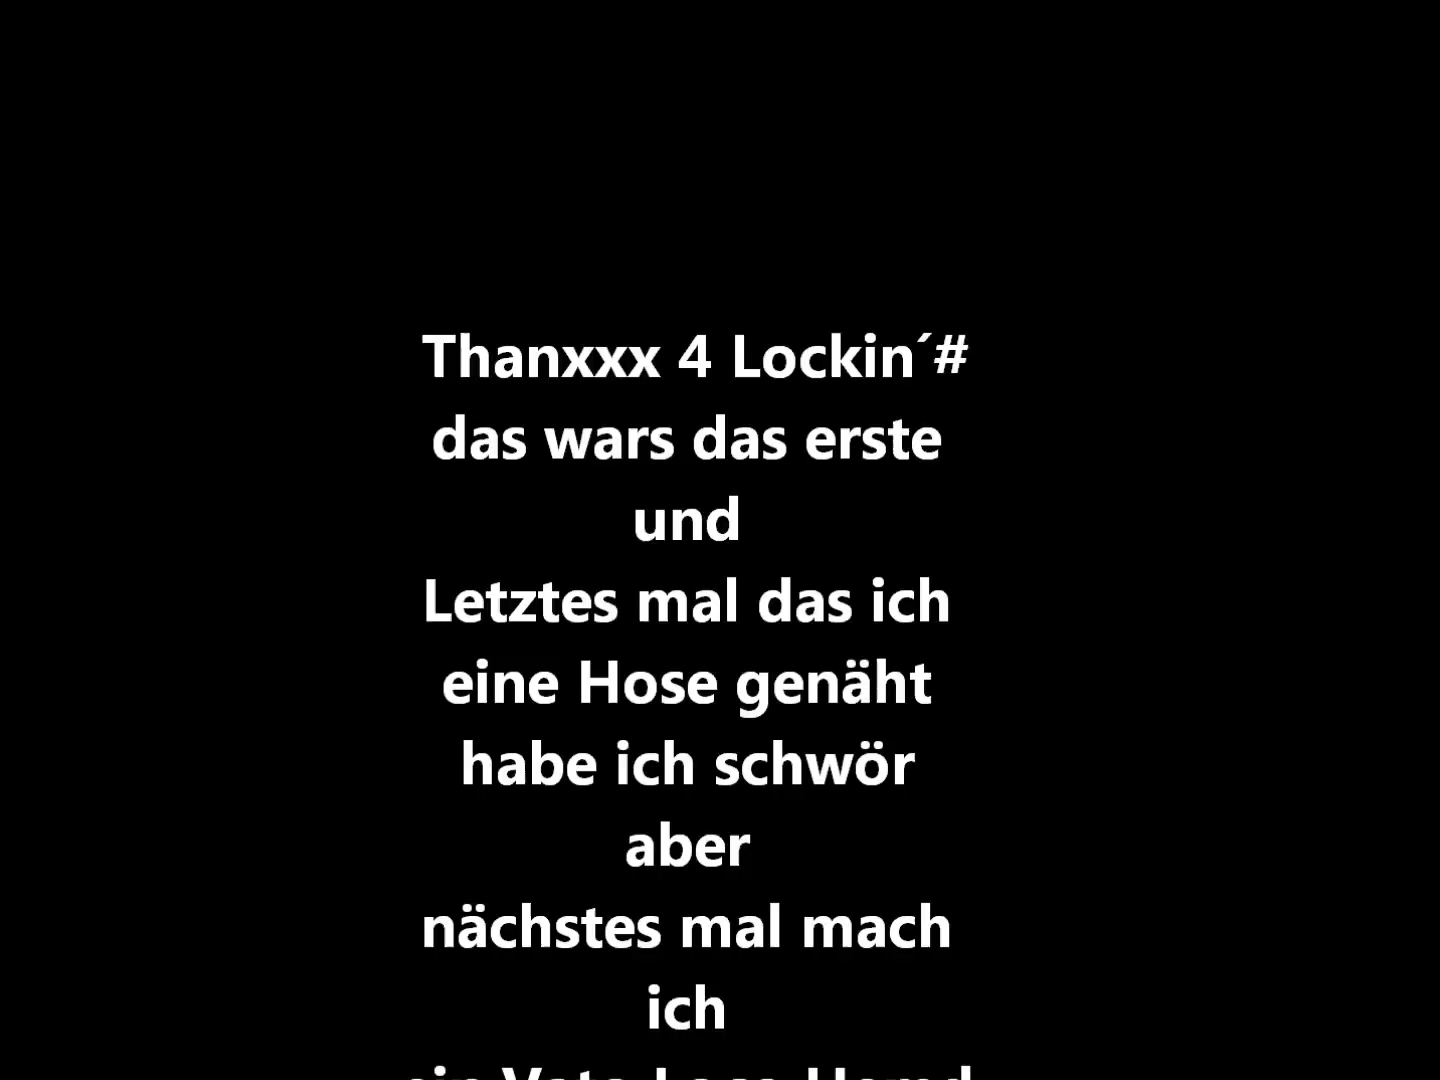 Thanxxx 4 Lockin´#
das wars das erste
und
Letztes mal das ich
eine Hose genäht
habe ich schwör
aber
nächstes mal mach
ich
ein